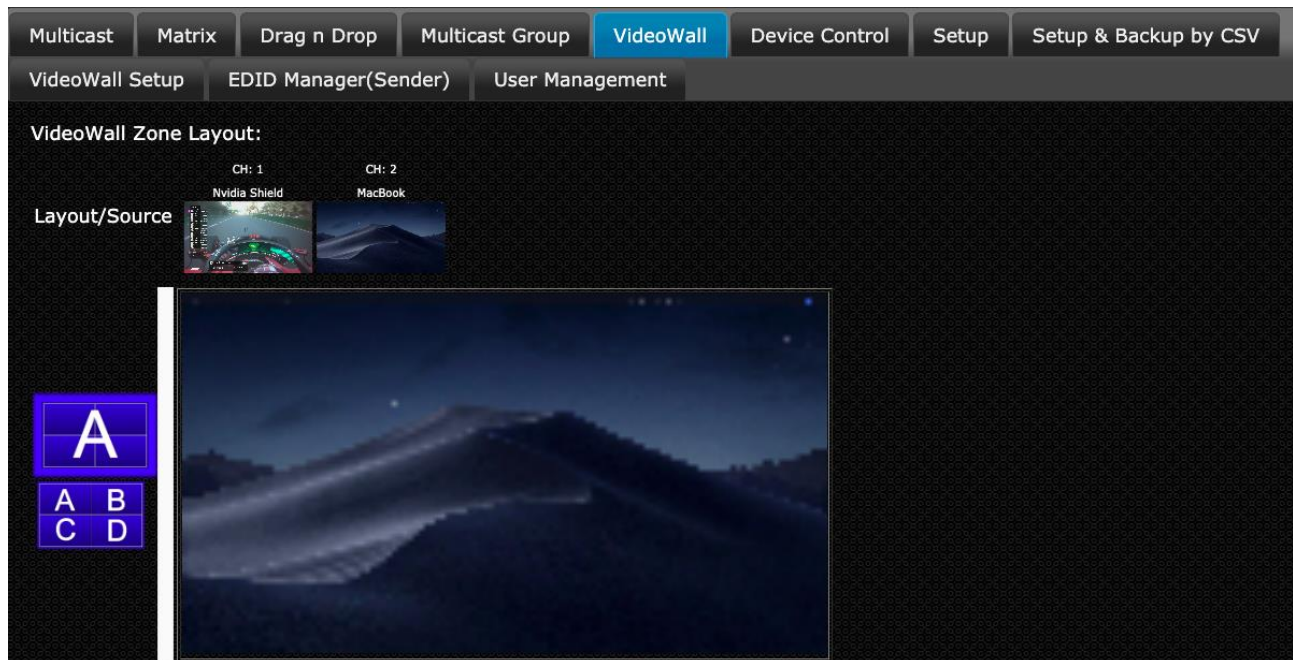 Multicast Matrix Drag n Drop Multicast Group VideoWall Device Control Setup Setup & Backup by CSV
VideoWall Setup EDID Manager(Sender) User Management
VideoWall Zone Layout:
CH: 1 CH: 2
Nvidia Shield MacBook
Layout/Source
A
A B
C D